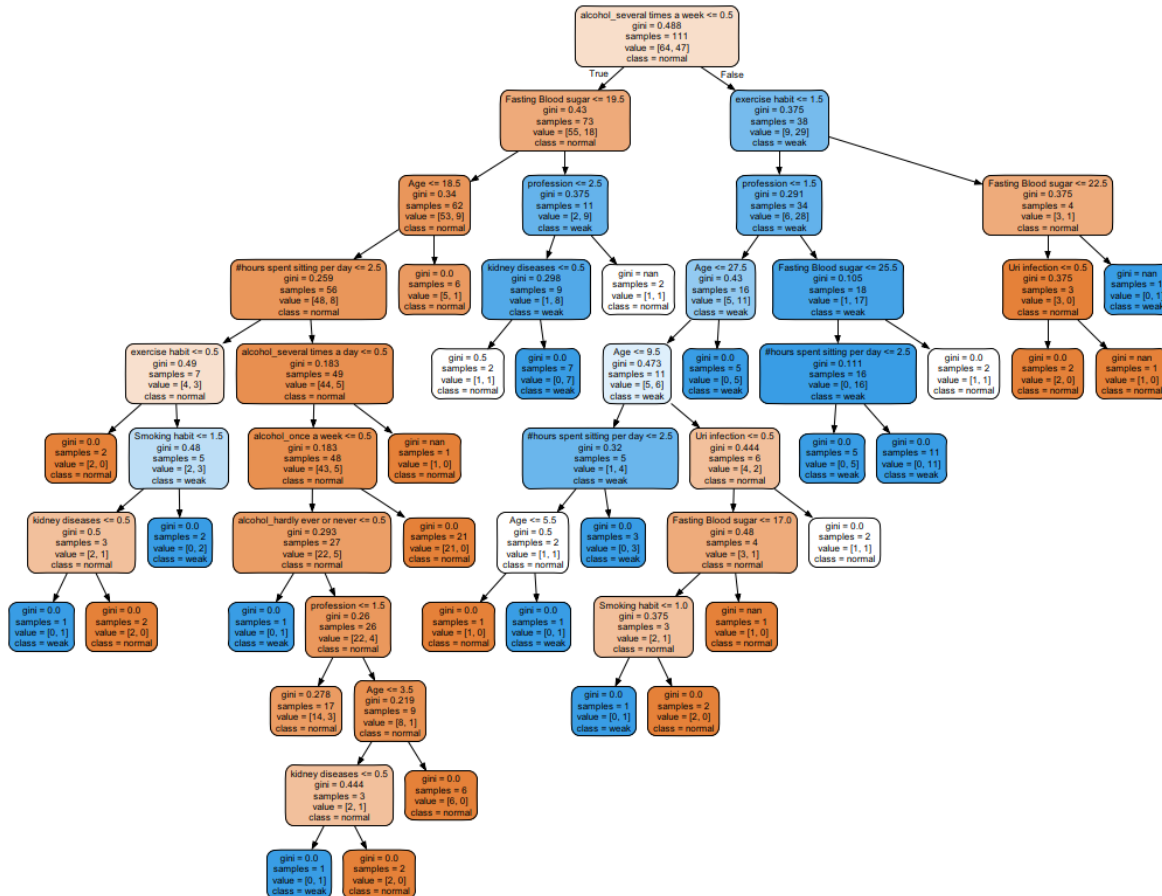 alcohol_several times a week <= 0.5
gini = 0.488
samples = 111
value = [64, 47]
class = normal
True
False
Fasting Blood sugar <= 19.5
gini = 0.43
samples = 73
value = [55, 18]
class = normal
exercise habit <= 1.5
gini = 0.375
samples = 38
value = [9, 29]
class = weak
Age <= 18.5
gini = 0.34
samples = 62
value = [53, 9]
class = normal
profession <= 2.5
gini = 0.375
samples = 11
value = [2, 9]
class = weak
profession <= 1.5
gini = 0.291
samples = 34
value = [6, 28]
class = weak
Fasting Blood sugar <= 22.5
gini = 0.375
samples = 4
value = [3, 1]
class = normal
#hours spent sitting per day <= 2.5
gini = 0.259
samples = 56
value = [48, 8]
class = normal
gini = 0.0
samples = 6
value = [5, 1]
class = normal
kidney diseases <= 0.5
gini = 0.298
samples = 9
value = [1, 8]
class = weak
gini = nan
samples = 2
value = [1, 1]
class = normal
Age <= 27.5
gini = 0.43
samples = 16
value = [5, 11]
class = weak
Fasting Blood sugar <= 25.5
gini = 0.105
samples = 18
value = [1, 17]
class = weak
Uri infection <= 0.5
gini = 0.375
samples = 3
value = [3, 0]
class = normal
gini = nan
samples = 1
value = [0, 1]
class = weak
exercise habit <= 0.5
gini = 0.49
samples = 7
value = [4, 3]
class = normal
alcohol_several times a day <= 0.5
gini = 0.183
samples = 49
value = [44, 5]
class = normal
gini = 0.5
samples = 2
value = [1, 1]
class = normal
gini = 0.0
samples = 7
value = [0, 7]
class = weak
Age <= 9.5
gini = 0.473
samples = 11
value = [5, 6]
class = weak
gini = 0.0
samples = 5
value = [0, 5]
class = weak
#hours spent sitting per day <= 2.5
gini = 0.111
samples = 16
value = [0, 16]
class = weak
gini = 0.0
samples = 2
value = [1, 1]
class = normal
gini = 0.0
samples = 2
value = [2, 0]
class = normal
gini = nan
samples = 1
value = [1, 0]
class = normal
gini = 0.0
samples = 2
value = [2, 0]
class = normal
Smoking habit <= 1.5
gini = 0.48
samples = 5
value = [2, 3]
class = weak
alcohol_once a week <= 0.5
gini = 0.183
samples = 48
value = [43, 5]
class = normal
gini = nan
samples = 1
value = [1, 0]
class = normal
#hours spent sitting per day <= 2.5
gini = 0.32
samples = 5
value = [1, 4]
class = weak
Uri infection <= 0.5
gini = 0.444
samples = 6
value = [4, 2]
class = normal
gini = 0.0
samples = 5
value = [0, 5]
class = weak
gini = 0.0
samples = 11
value = [0, 11]
class = weak
kidney diseases <= 0.5
gini = 0.5
samples = 3
value = [2, 1]
class = normal
gini = 0.0
samples = 2
value = [0, 2]
class = weak
alcohol_hardly ever or never <= 0.5
gini = 0.293
samples = 27
value = [22, 5]
class = normal
gini = 0.0
samples = 21
value = [21, 0]
class = normal
Age <= 5.5
gini = 0.5
samples = 2
value = [1, 1]
class = normal
gini = 0.0
samples = 3
value = [0, 3]
class = weak
Fasting Blood sugar <= 17.0
gini = 0.48
samples = 4
value = [3, 1]
class = normal
gini = 0.0
samples = 2
value = [1, 1]
class = normal
gini = 0.0
samples = 1
value = [0, 1]
class = weak
gini = 0.0
samples = 2
value = [2, 0]
class = normal
gini = 0.0
samples = 1
value = [0, 1]
class = weak
profession <= 1.5
gini = 0.26
samples = 26
value = [22, 4]
class = normal
gini = 0.0
samples = 1
value = [1, 0]
class = normal
gini = 0.0
samples = 1
value = [0, 1]
class = weak
Smoking habit <= 1.0
gini = 0.375
samples = 3
value = [2, 1]
class = normal
gini = nan
samples = 1
value = [1, 0]
class = normal
gini = 0.278
samples = 17
value = [14, 3]
class = normal
Age <= 3.5
gini = 0.219
samples = 9
value = [8, 1]
class = normal
gini = 0.0
samples = 1
value = [0, 1]
class = weak
gini = 0.0
samples = 2
value = [2, 0]
class = normal
kidney diseases <= 0.5
gini = 0.444
samples = 3
value = [2, 1]
class = normal
gini = 0.0
samples = 6
value = [6, 0]
class = normal
gini = 0.0
samples = 1
value = [0, 1]
class = weak
gini = 0.0
samples = 2
value = [2, 0]
class = normal